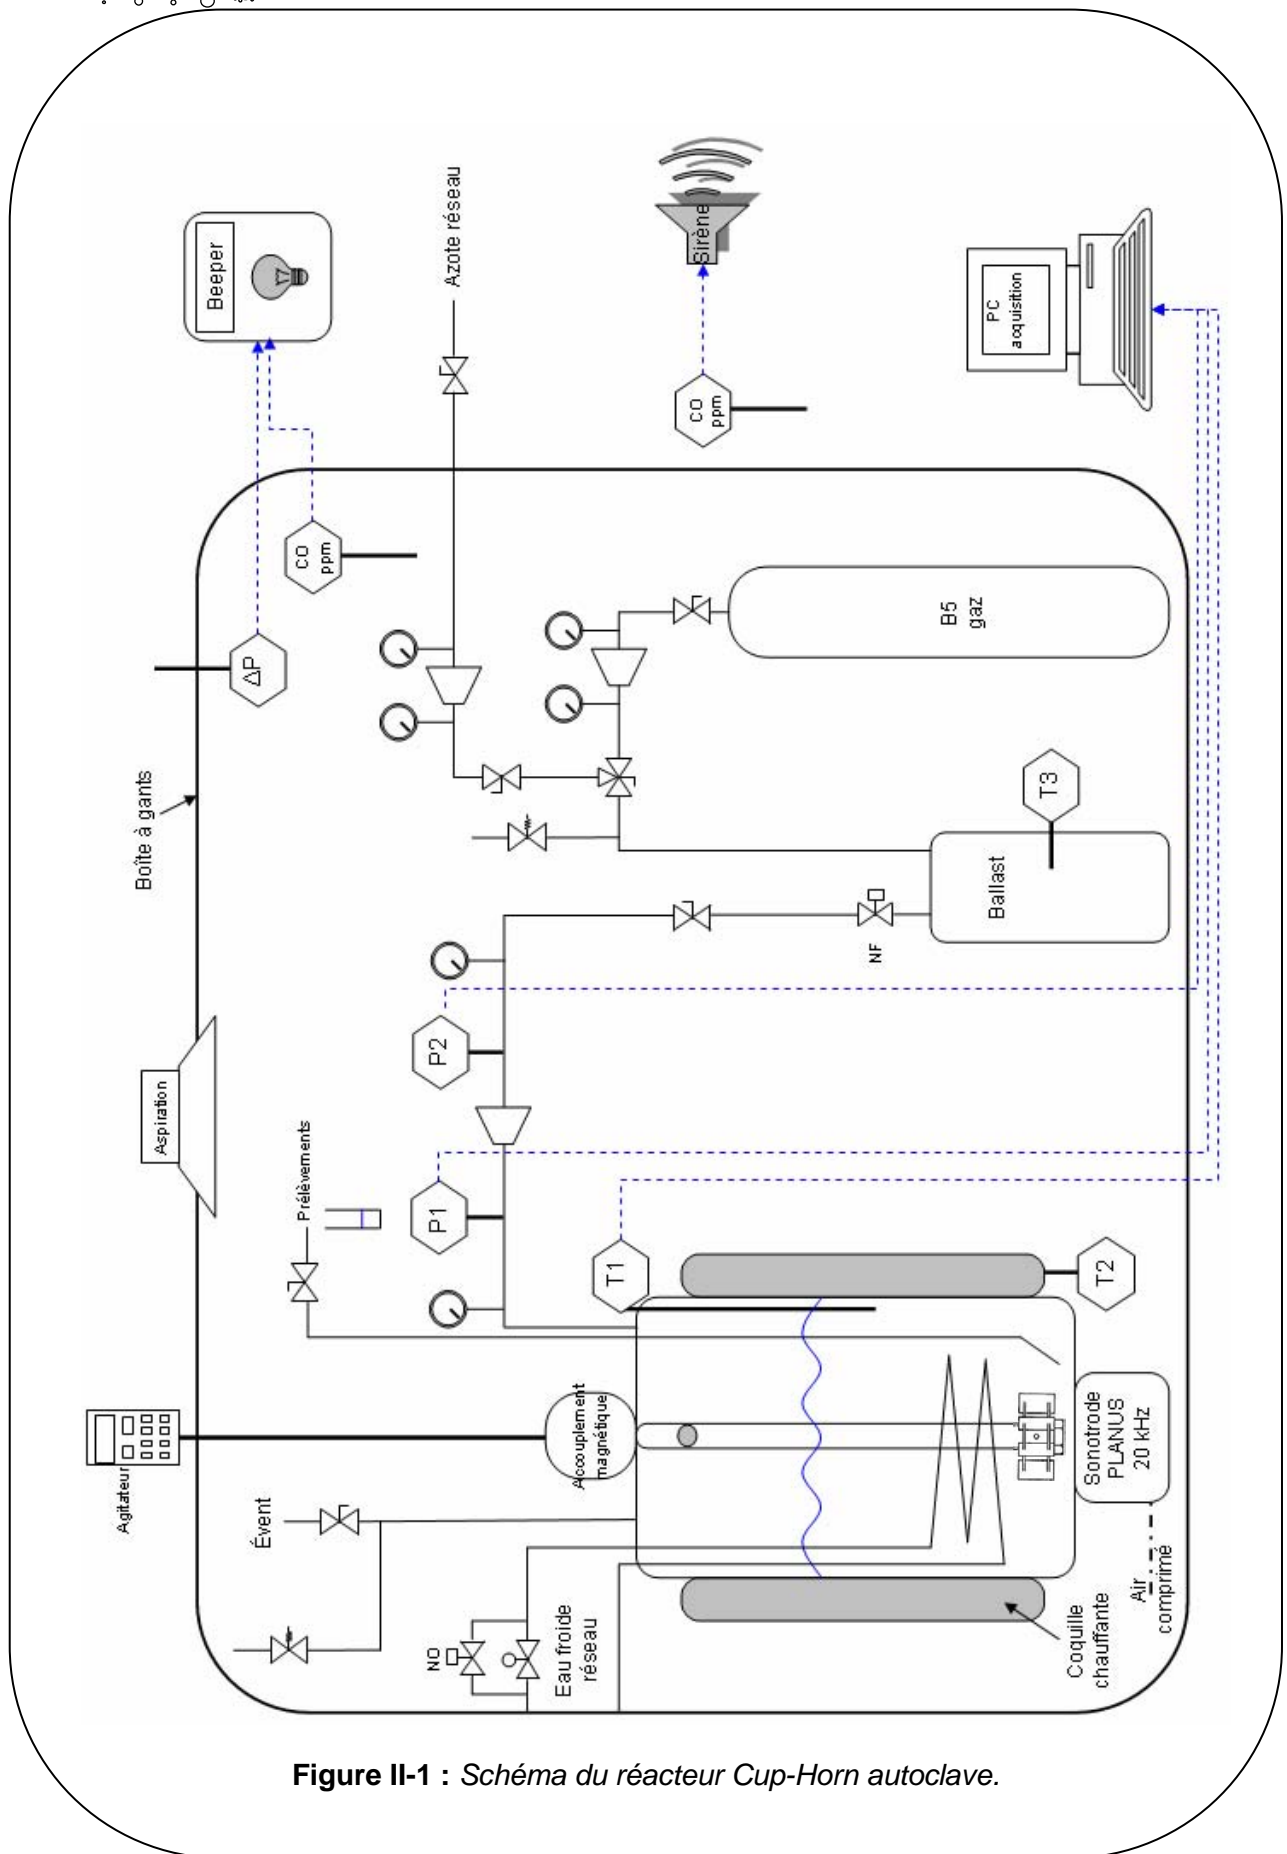 Agitateur
Évent
NO
Eau froide
réseau
Coquille
chauffante
Air
comprimé
Sonotrode
PLANUS
20 kHz
Accouplement
magnétique
T1
T2
Prélèvements
P1
P2
Aspiration
Boîte à gants
NF
Ballast
T3
B5
gaz
ΔP
CO
ppm
Beeper
Azote réseau
CO
ppm
Sirène
PC
acquisition
Figure II-1 : Schéma du réacteur Cup-Horn autoclave.